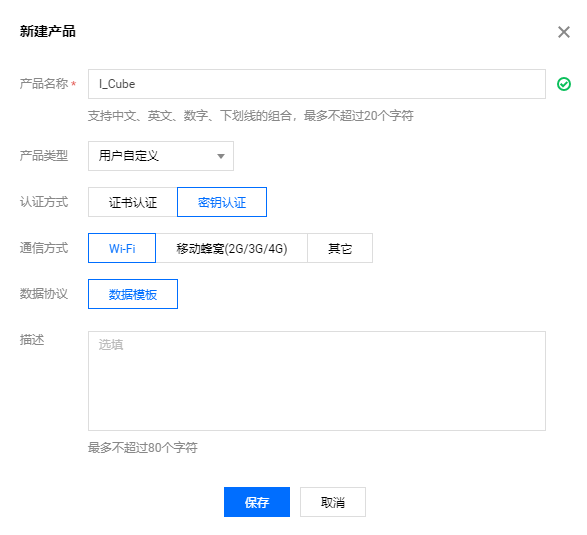 新建产品
产品名称 * I_Cube
支持中文、英文、数字、下划线的组合，最多不超过20个字符
产品类型 用户自定义
认证方式 证书认证 密钥认证
通信方式 Wi-Fi 移动蜂窝(2G/3G/4G) 其它
数据协议 数据模板
描述 选填
最多不超过80个字符
保存 取消